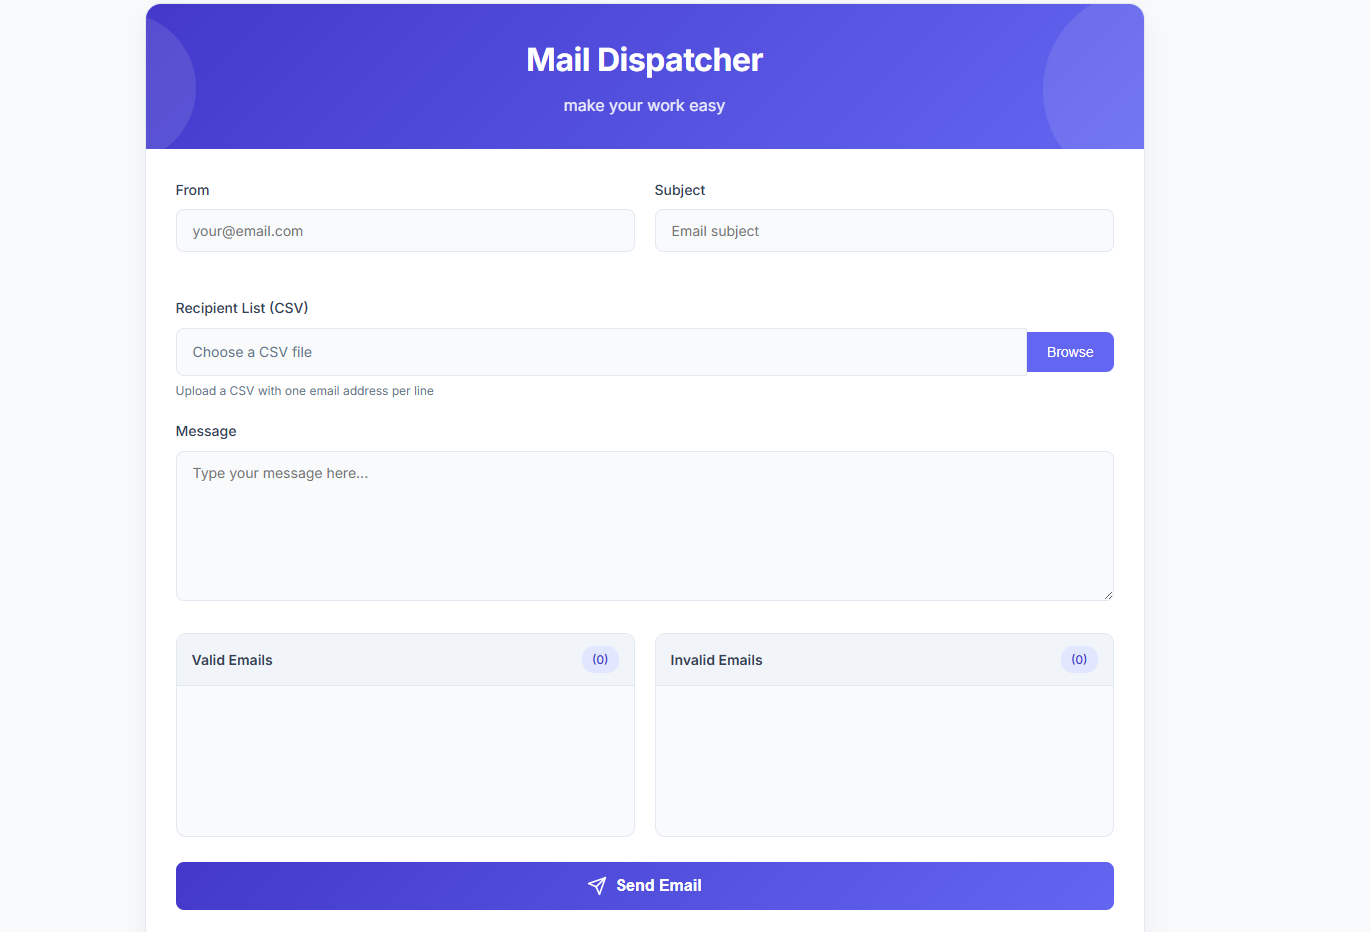 Mail Dispatcher
make your work easy
From
Subject
your@email.com
Email subject
Recipient List (CSV)
Choose a CSV file
Browse
Upload a CSV with one email address per line
Message
Type your message here...
Valid Emails
(0)
Invalid Emails
(0)
Send Email